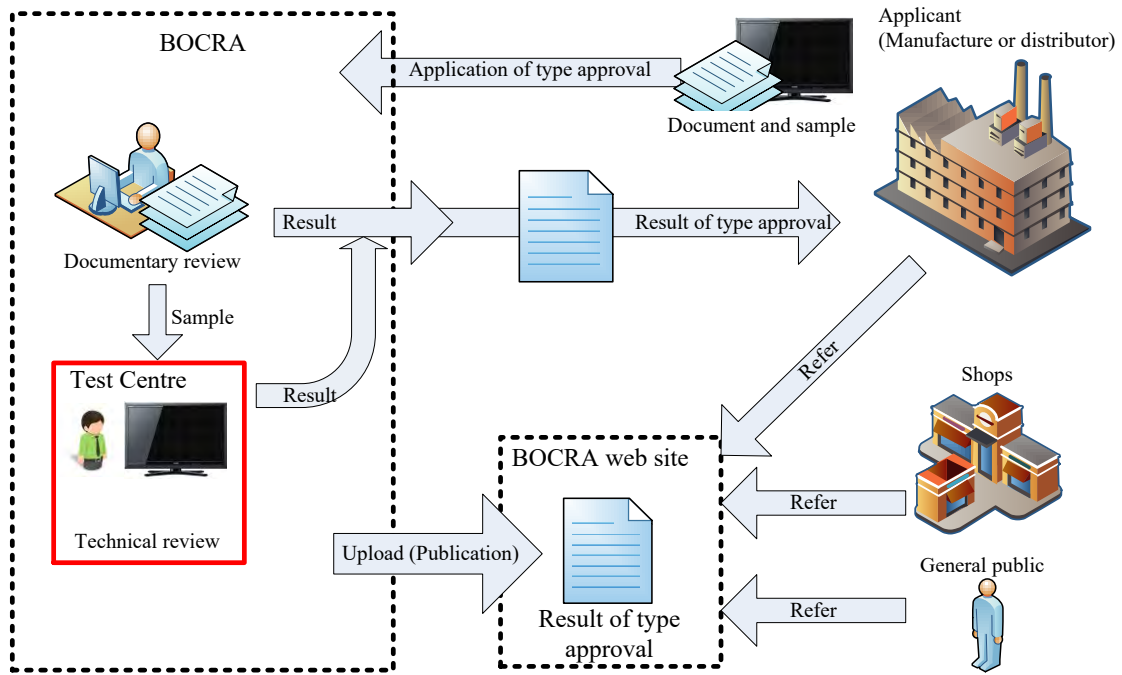 BOCRA
Applicant
(Manufacture or distributor)
Application of type approval
Document and sample
Documentary review
Result
Result of type approval
Sample
Test Centre
Technical review
Result
Refer
Shops
BOCRA web site
Refer
Upload (Publication)
Result of type
approval
General public
Refer